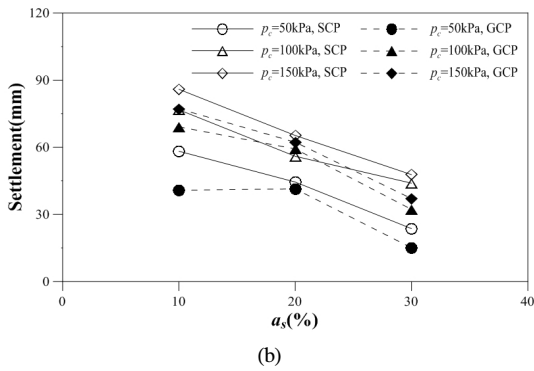 120
90
60
30
0
Settlement(mm)
p_c=50kPa, SCP
p_c=50kPa, GCP
p_c=100kPa, SCP
p_c=100kPa, GCP
p_c=150kPa, SCP
p_c=150kPa, GCP
0 10 20 30 40
a_s(%)
(b)